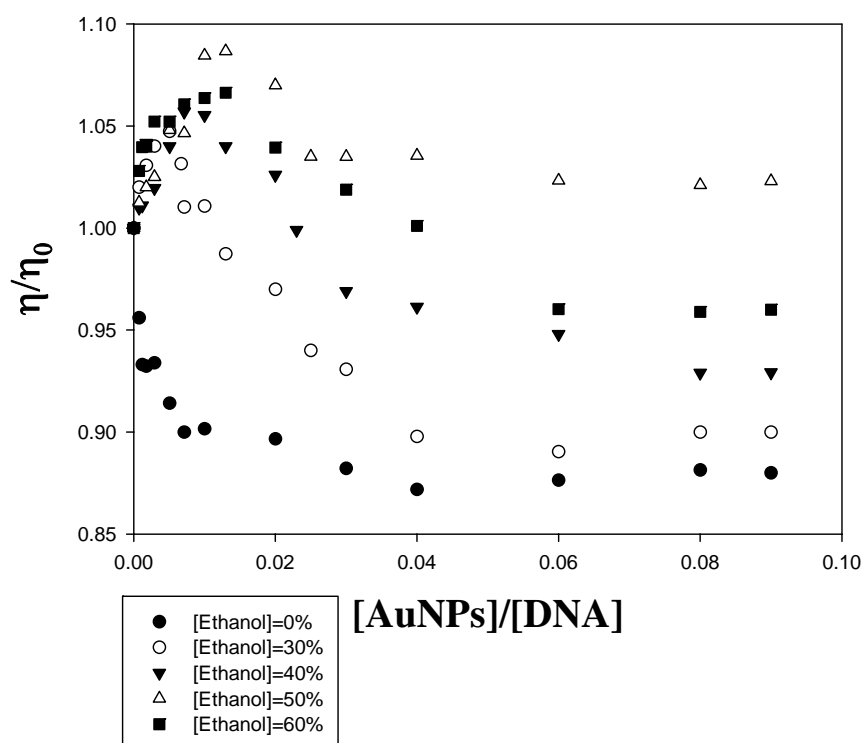 1.10
1.05
1.00
0.95
0.90
0.85
η/η₀
0.00 0.02 0.04 0.06 0.08 0.10
[AuNPs]/[DNA]
[Ethanol]=0%
[Ethanol]=30%
[Ethanol]=40%
[Ethanol]=50%
[Ethanol]=60%